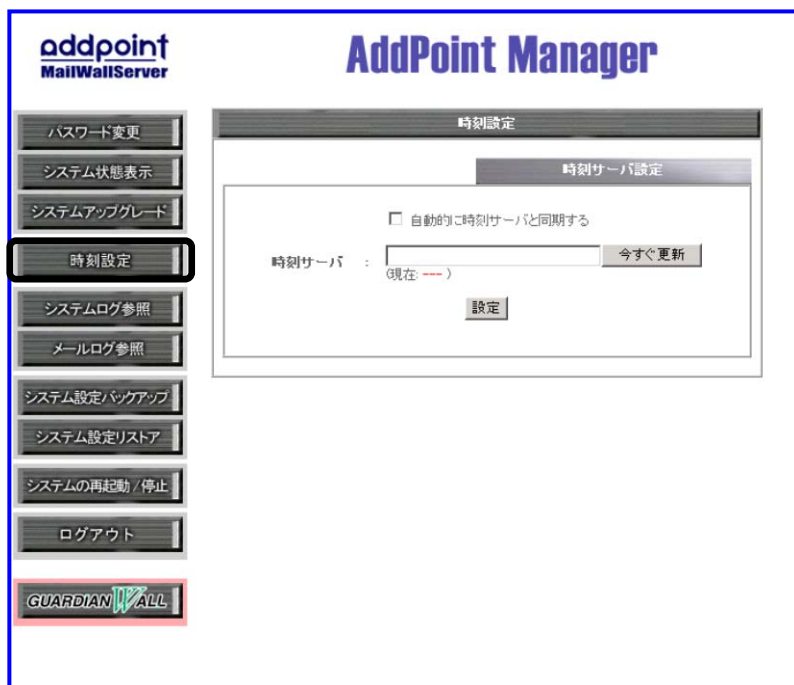 addpoint
MailWallServer
AddPoint Manager
パスワード変更
システム状態表示
システムアップグレード
時刻設定
システムログ参照
メールログ参照
システム設定バックアップ
システム設定リストア
システムの再起動/停止
ログアウト
GUARDIANWALL
時刻設定
時刻サーバ設定
自動的に時刻サーバと同期する
時刻サーバ : 今すぐ更新
(現在: --- )
設定